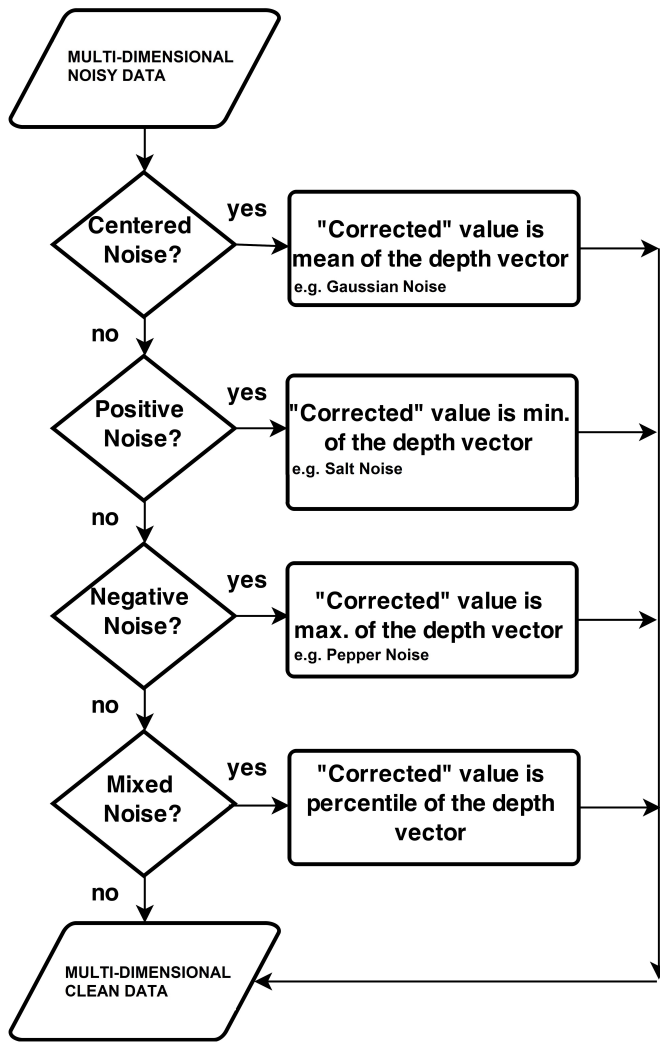 MULTI-DIMENSIONAL
NOISY DATA
Centered
Noise?
yes
"Corrected" value is
mean of the depth vector
e.g. Gaussian Noise
no
Positive
Noise?
yes
"Corrected" value is min.
of the depth vector
e.g. Salt Noise
no
Negative
Noise?
yes
"Corrected" value is
max. of the depth vector
e.g. Pepper Noise
no
Mixed
Noise?
yes
"Corrected" value is
percentile of the depth
vector
no
MULTI-DIMENSIONAL
CLEAN DATA